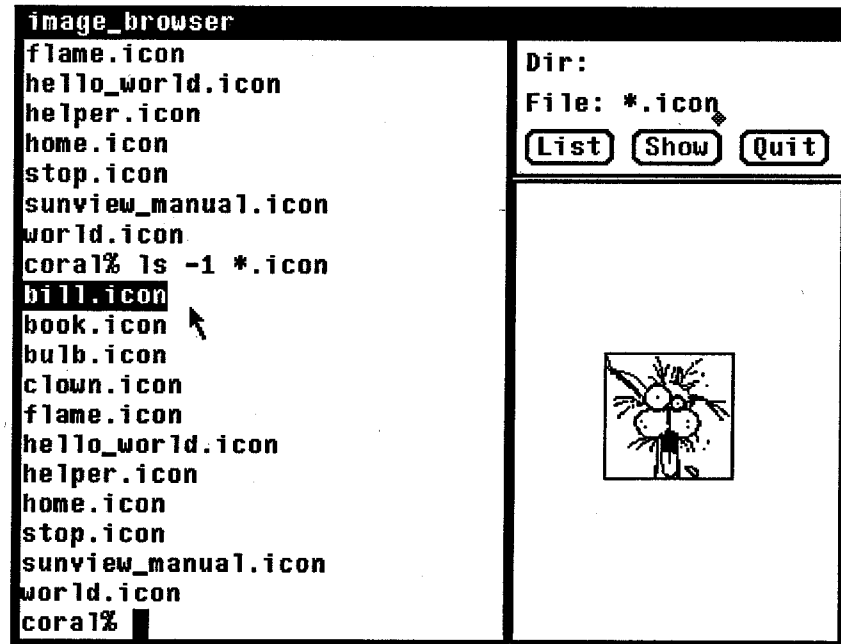 image_browser
flame.icon
hello_world.icon
helper.icon
home.icon
stop.icon
sunview_manual.icon
world.icon
coral% ls -1 *.icon
bill.icon
book.icon
bulb.icon
clown.icon
flame.icon
hello_world.icon
helper.icon
home.icon
stop.icon
sunview_manual.icon
world.icon
coral%
Dir:
File: *.icon
List Show Quit